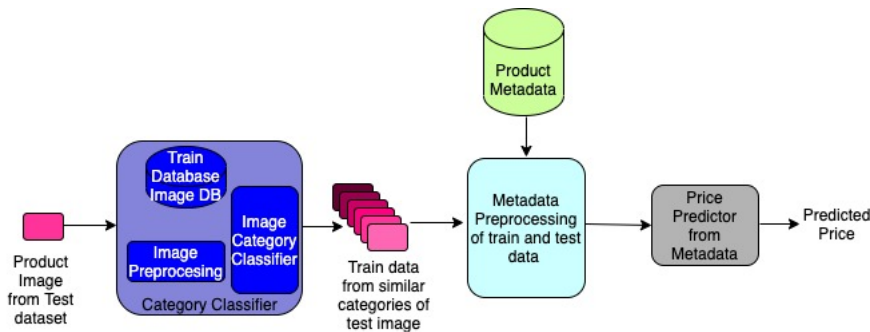 Product
Metadata
Train
Database
Image DB
Image
Category
Classifier
Image
Preprocesing
Category Classifier
Product
Image
from Test
dataset
Train data
from similar
categories of
test image
Metadata
Preprocessing
of train and test
data
Price
Predictor
from
Metadata
Predicted
Price